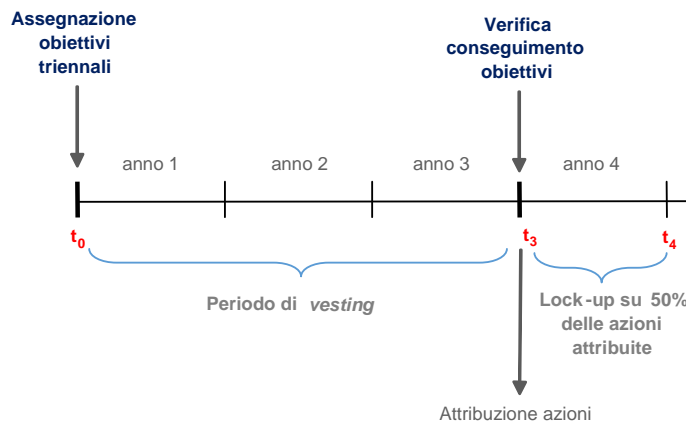 Assegnazione
obiettivi
triennali
Verifica
conseguimento
obiettivi
anno 1
anno 2
anno 3
anno 4
t0
t3
t4
Periodo di vesting
Lock-up su 50%
delle azioni
attribuite
Attribuzione azioni